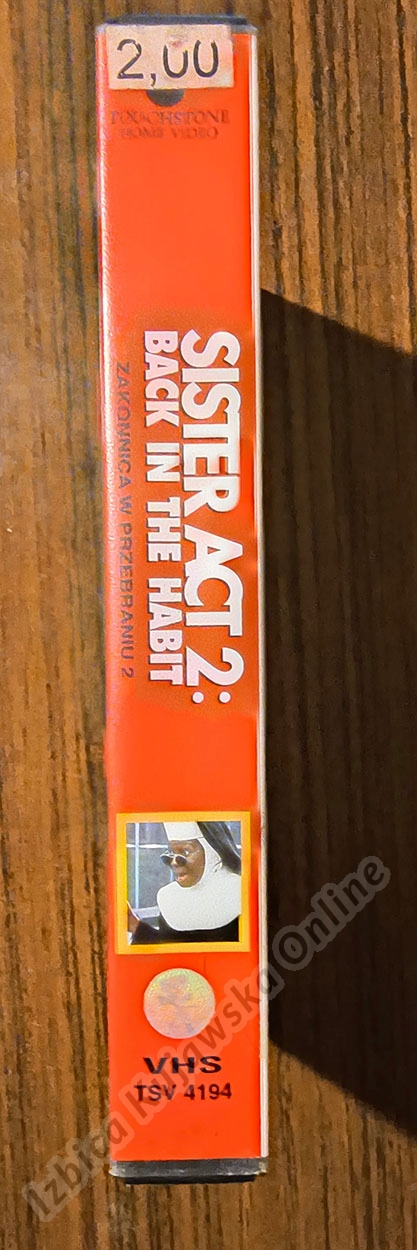 2,00
TOUCHSTONE
HOME VIDEO
SISTER ACT 2:
BACK IN THE HABIT
ZAKONNICA W PRZEBRANIU 2
VHS
TSV 4194
Izbica Kujawska Online